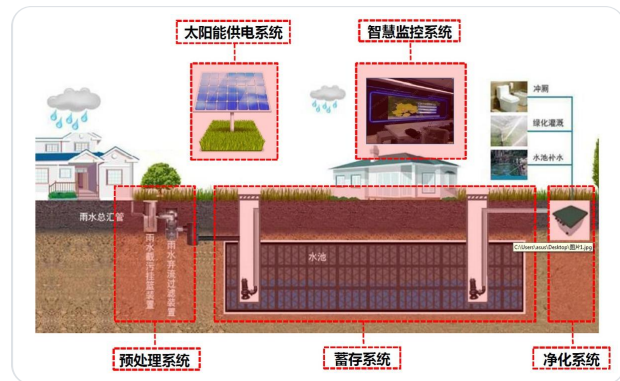 太阳能供电系统
智慧监控系统
冲厕
绿化灌溉
水池补水
雨水总汇管
雨水截污挂篮装置
雨水弃流过滤装置
水池
C:\Users\asus\Desktop\图片1.jpg
预处理系统
蓄存系统
净化系统